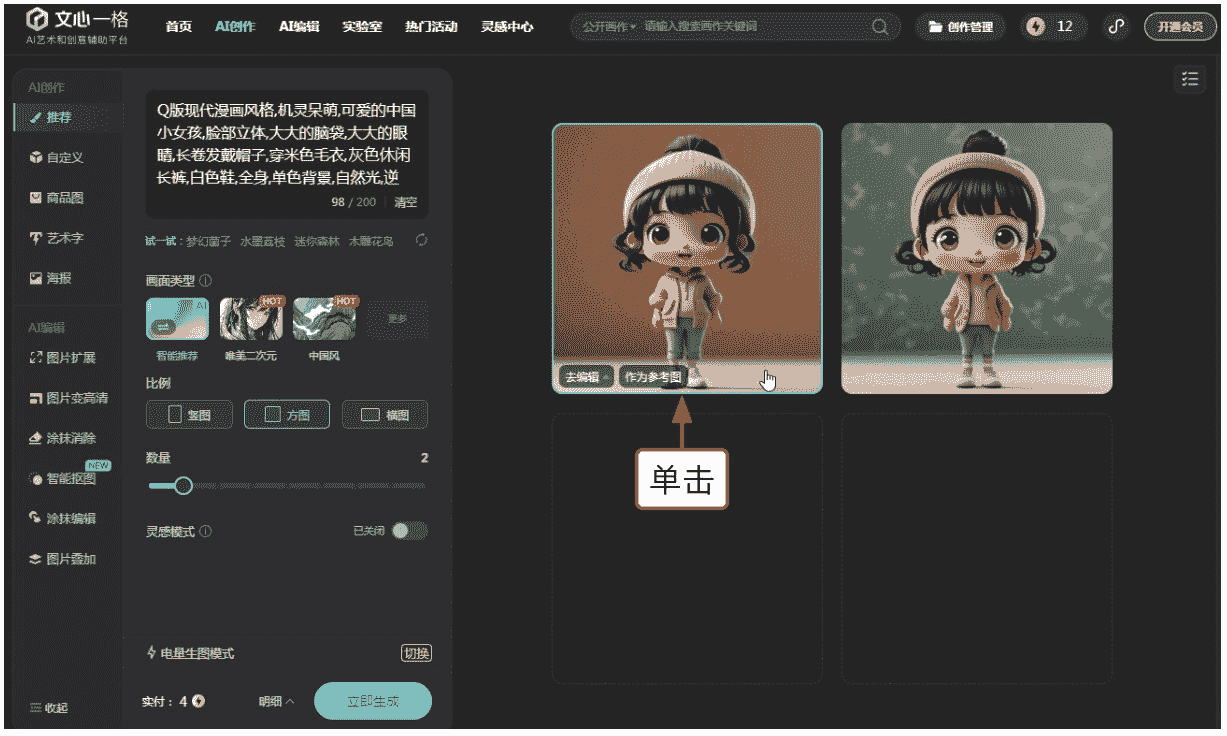 文心一格
AI艺术和创意辅助平台
首页 AI创作 AI编辑 实验室 热门活动 灵感中心
公开画作 请输入搜索画作关键词
创作管理
12
开通会员
AI创作
推荐
自定义
商品图
艺术字
海报
AI编辑
图片扩展
图片变高清
涂抹消除
智能抠图
NEW
涂抹编辑
图片叠加
收起
Q版现代漫画风格,机灵呆萌,可爱的中国
小女孩,脸部立体,大大的脑袋,大大的眼
睛,长卷发戴帽子,穿米色毛衣,灰色休闲
长裤,白色鞋,全身,单色背景,自然光,逆
98 / 200 清空
试一试: 梦幻菌子 水墨荔枝 迷你森林 木雕花鸟
画面类型
AI
HOT
HOT
更多
智能推荐 唯美二次元 中国风
比例
竖图 方图 横图
数量 2
灵感模式 已关闭
电量生图模式 切换
实付: 4 明细 立即生成
去编辑 作为参考图
单击